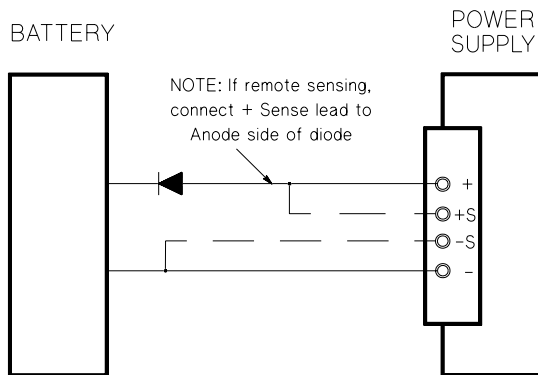 BATTERY
POWER
SUPPLY
NOTE: If remote sensing,
connect + Sense lead to
Anode side of diode
+
+S
-S
-